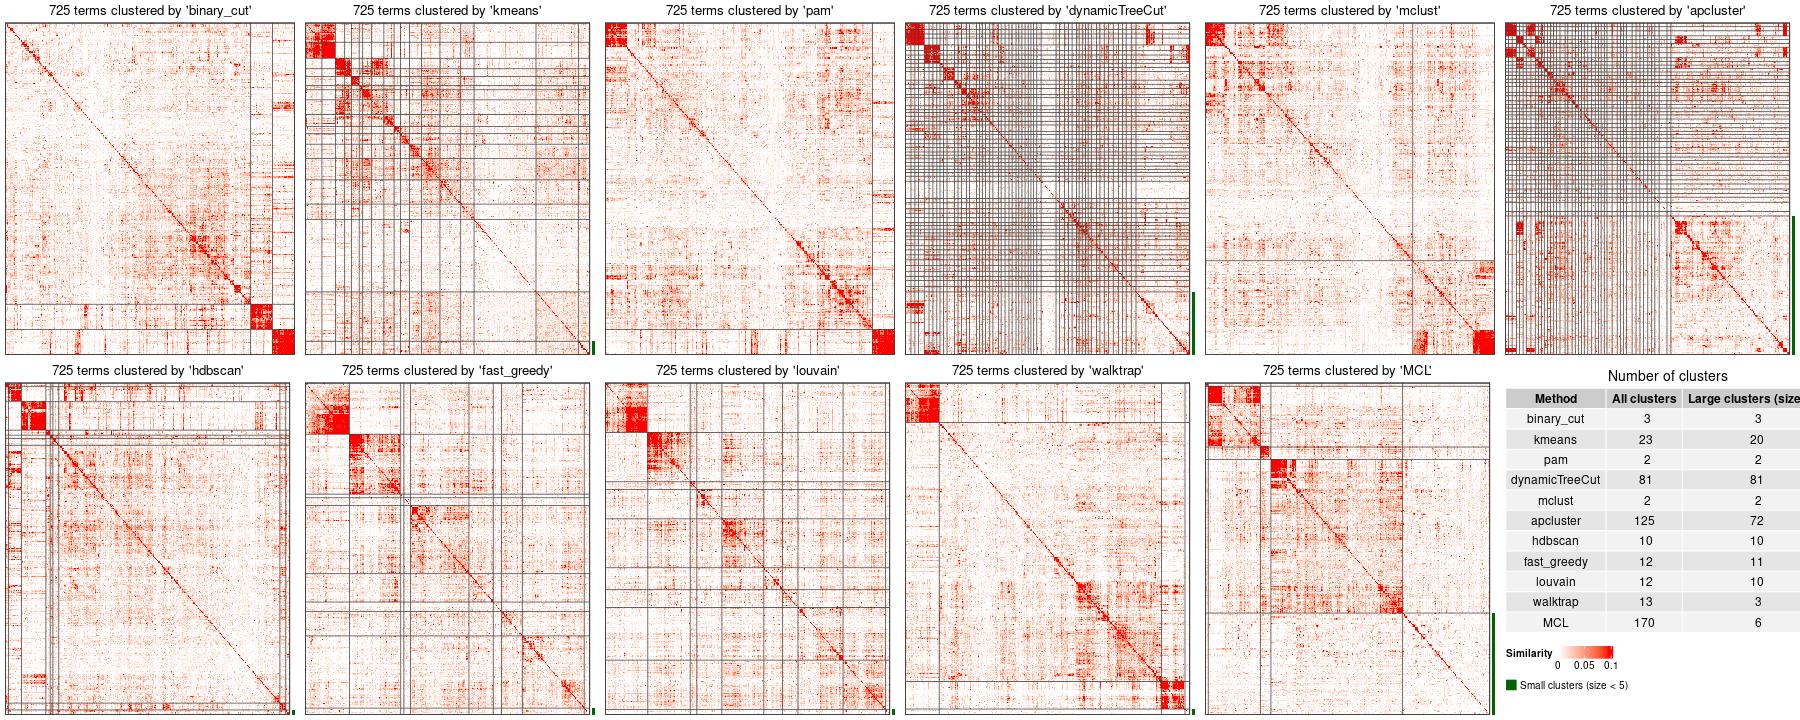 725 terms clustered by 'binary_cut'
725 terms clustered by 'kmeans'
725 terms clustered by 'pam'
725 terms clustered by 'dynamicTreeCut'
725 terms clustered by 'mclust'
725 terms clustered by 'apcluster'
725 terms clustered by 'hdbscan'
725 terms clustered by 'fast_greedy'
725 terms clustered by 'louvain'
725 terms clustered by 'walktrap'
725 terms clustered by 'MCL'
Number of clusters
Method All clusters Large clusters (size
binary_cut 3 3
kmeans 23 20
pam 2 2
dynamicTreeCut 81 81
mclust 2 2
apcluster 125 72
hdbscan 10 10
fast_greedy 12 11
louvain 12 10
walktrap 13 3
MCL 170 6
Similarity
0 0.05 0.1
Small clusters (size < 5)